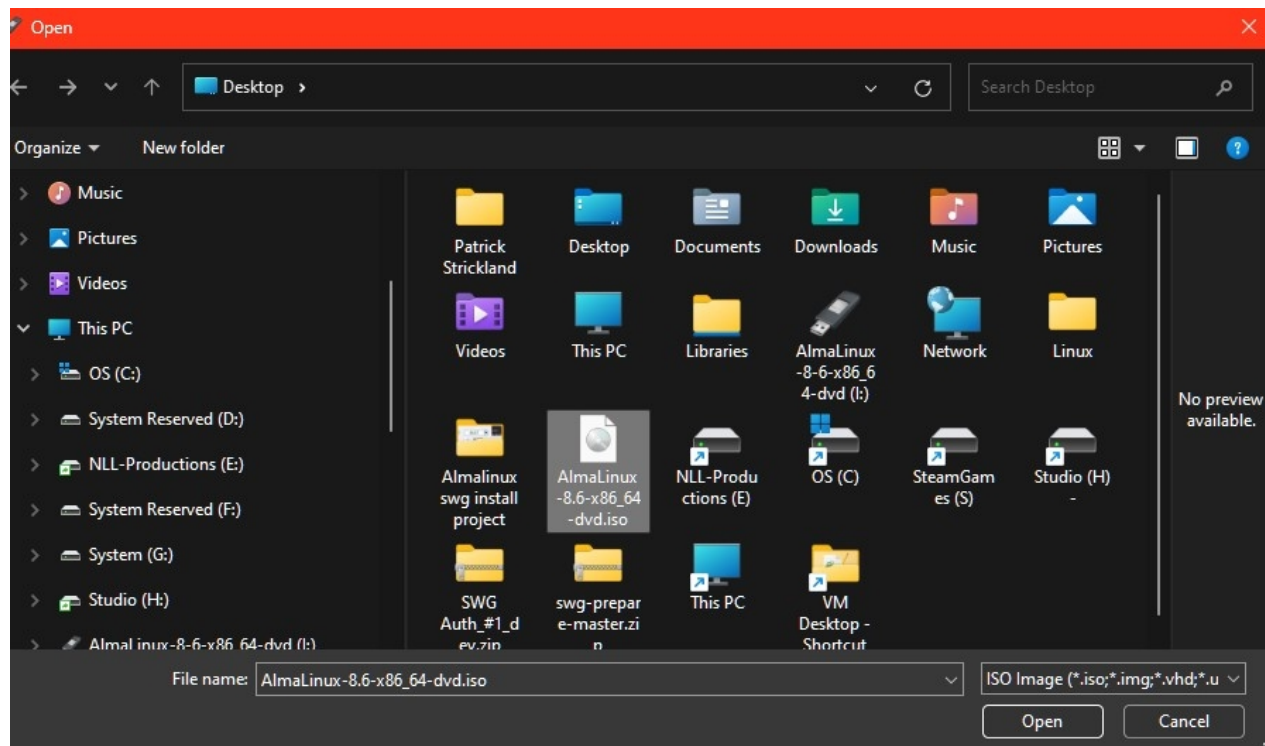 Open
Desktop
Search Desktop
Organize
New folder
Music
Pictures
Videos
This PC
OS (C:)
System Reserved (D:)
NLL-Productions (E:)
System Reserved (F:)
System (G:)
Studio (H:)
AlmaLinux-8-6-x86_64-dvd (I:)
Patrick
Strickland
Desktop
Documents
Downloads
Music
Pictures
Videos
This PC
Libraries
AlmaLinux
-8-6-x86_6
4-dvd (I:)
Network
Linux
Almalinux
swg install
project
AlmaLinux
-8.6-x86_64
-dvd.iso
NLL-Produ
ctions (E)
OS (C)
SteamGam
es (S)
Studio (H)
-
SWG
Auth_#1_d
ev.zip
swg-prepar
e-master.zi
p
This PC
VM
Desktop -
Shortcut
No preview
available.
File name:
AlmaLinux-8.6-x86_64-dvd.iso
ISO Image (*.iso;*.img;*.vhd;*.u
Open
Cancel